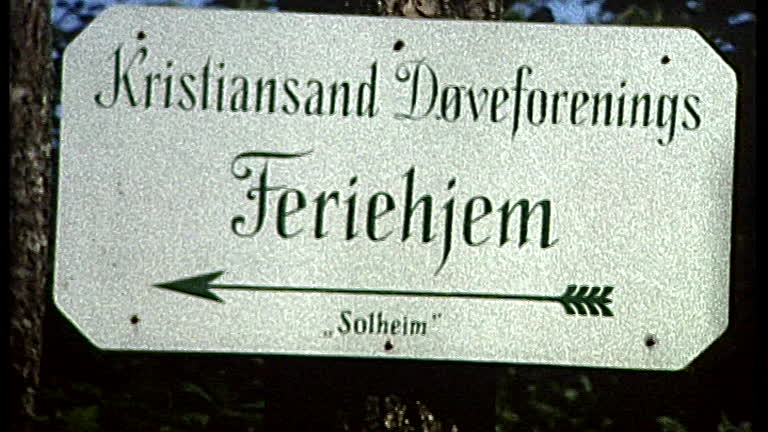 Kristiansand Døveforenings
Feriehjem
„Solheim”